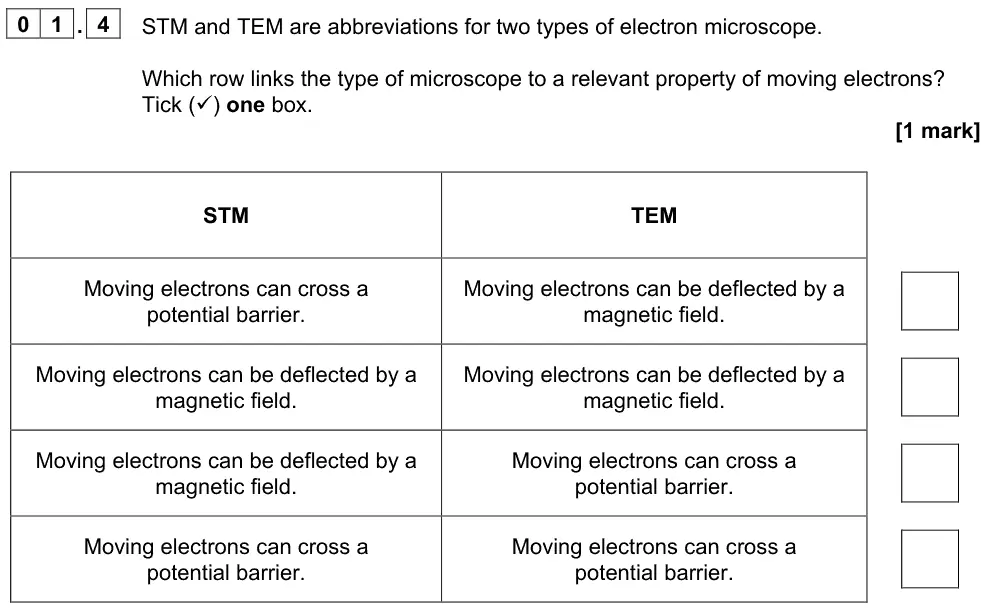 0 1 . 4 STM and TEM are abbreviations for two types of electron microscope.
Which row links the type of microscope to a relevant property of moving electrons?
Tick (✓) one box.
[1 mark]
STM TEM
Moving electrons can cross a
potential barrier.
Moving electrons can be deflected by a
magnetic field.
Moving electrons can be deflected by a
magnetic field.
Moving electrons can be deflected by a
magnetic field.
Moving electrons can be deflected by a
magnetic field.
Moving electrons can cross a
potential barrier.
Moving electrons can cross a
potential barrier.
Moving electrons can cross a
potential barrier.